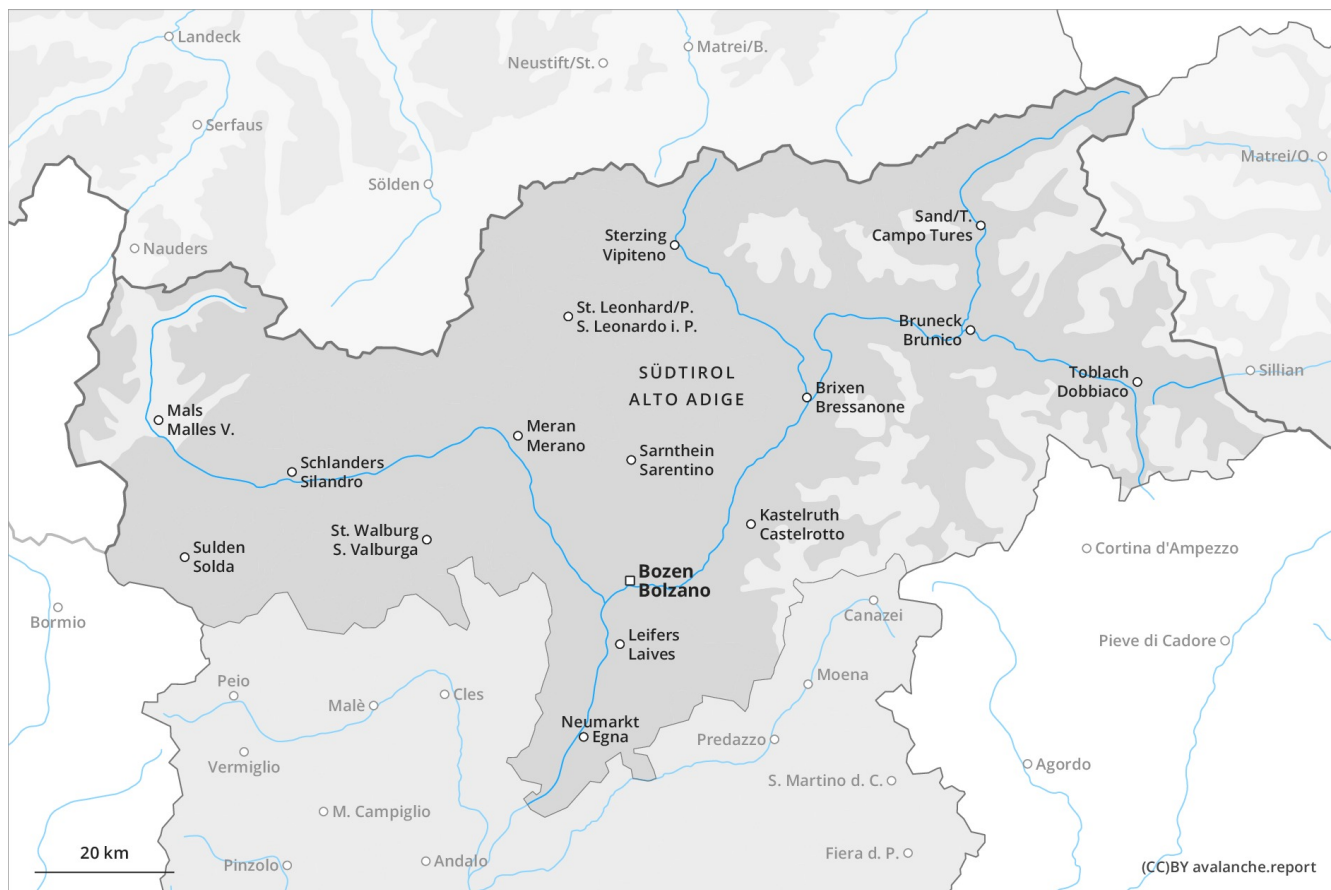 Landeck
Matrei/B.
Neustift/St.
Serfaus
Matrei/O.
Sölden
Sand/T.
Campo Tures
Nauders
Sterzing
Vipiteno
St. Leonhard/P.
S. Leonardo i. P.
Bruneck
Brunico
SÜDTIROL
ALTO ADIGE
Toblach
Dobbiaco
Sillian
Brixen
Bressanone
Mals
Malles V.
Meran
Merano
Sarnthein
Sarentino
Schlanders
Silandro
Kastelruth
Castelrotto
St. Walburg
S. Valburga
Sulden
Solda
Cortina d'Ampezzo
Bozen
Bolzano
Bormio
Canazei
Leifers
Laives
Pieve di Cadore
Peio
Moena
Malè
Cles
Neumarkt
Egna
Predazzo
Vermiglio
Agordo
S. Martino d. C.
M. Campiglio
20 km
Pinzolo
Andalo
Fiera d. P.
(CC)BY avalanche.report